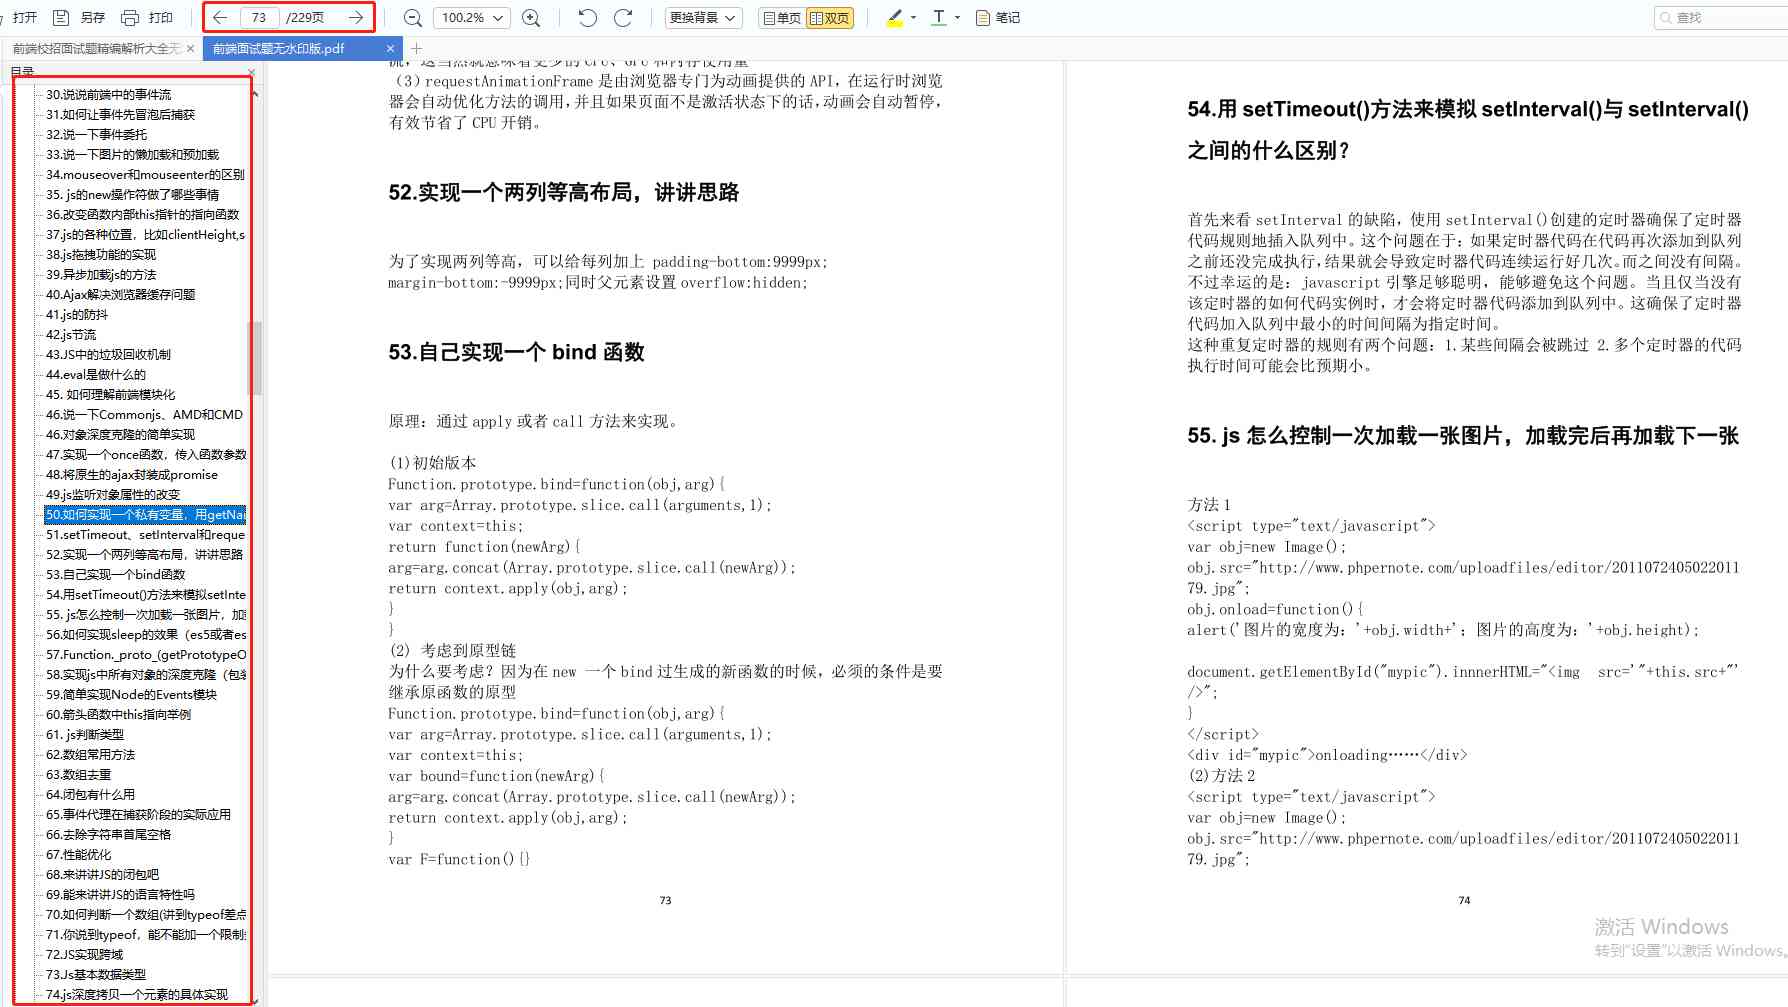 打开 另存 打印 73 /229页 100.2% 更换背景 单页 双页 T 笔记 查找
前端校招面试题精编解析大全无 × 前端面试题无水印版.pdf × +
目录
30.说说前端中的事件流
31.如何让事件先冒泡后捕获
32.说一下事件委托
33.说一下图片的懒加载和预加载
34.mouseover和mouseenter的区别
35. js的new操作符做了哪些事情
36.改变函数内部this指针的指向函数
37.js的各种位置，比如clientHeight,s
38.js拖拽功能的实现
39.异步加载js的方法
40.Ajax解决浏览器缓存问题
41.js的防抖
42.js节流
43.JS中的垃圾回收机制
44.eval是做什么的
45. 如何理解前端模块化
46.说一下Commonjs、AMD和CMD
46.对象深度克隆的简单实现
47.实现一个once函数，传入函数参数
48.将原生的ajax封装成promise
49.js监听对象属性的改变
50.如何实现一个私有变量，用getNa
51.setTimeout、setInterval和reque
52.实现一个两列等高布局，讲讲思路
53.自己实现一个bind函数
54.用setTimeout()方法来模拟setInte
55. js怎么控制一次加载一张图片，加
56.如何实现sleep的效果（es5或者es
57.Function._proto_(getPrototypeO
58.实现js中所有对象的深度克隆（包装
59.简单实现Node的Events模块
60.箭头函数中this指向举例
61. js判断类型
62.数组常用方法
63.数组去重
64.闭包有什么用
65.事件代理在捕获阶段的实际应用
66.去除字符串首尾空格
67.性能优化
68.来讲讲JS的闭包吧
69.能来讲讲JS的语言特性吗
70.如何判断一个数组(讲到typeof差点
71.你说到typeof，能不能加一个限制
72.JS实现跨域
73.Js基本数据类型
74.js深度拷贝一个元素的具体实现
流，这当然就意味着更多的 CPU、GPU 和内存使用量
（3）requestAnimationFrame 是由浏览器专门为动画提供的 API，在运行时浏览
器会自动优化方法的调用，并且如果页面不是激活状态下的话，动画会自动暂停，
有效节省了 CPU 开销。
52.实现一个两列等高布局，讲讲思路
为了实现两列等高，可以给每列加上 padding-bottom:9999px;
margin-bottom:-9999px;同时父元素设置 overflow:hidden;
53.自己实现一个 bind 函数
原理：通过 apply 或者 call 方法来实现。
(1)初始版本
Function.prototype.bind=function(obj,arg){
var arg=Array.prototype.slice.call(arguments,1);
var context=this;
return function(newArg){
arg=arg.concat(Array.prototype.slice.call(newArg));
return context.apply(obj,arg);
}
}
(2) 考虑到原型链
为什么要考虑？因为在 new 一个 bind 过生成的新函数的时候，必须的条件是要
继承原函数的原型
Function.prototype.bind=function(obj,arg){
var arg=Array.prototype.slice.call(arguments,1);
var context=this;
var bound=function(newArg){
arg=arg.concat(Array.prototype.slice.call(newArg));
return context.apply(obj,arg);
}
var F=function(){}
73
54.用 setTimeout()方法来模拟 setInterval()与 setInterval()
之间的什么区别？
首先来看 setInterval 的缺陷，使用 setInterval()创建的定时器确保了定时器
代码规则地插入队列中。这个问题在于：如果定时器代码在代码再次添加到队列
之前还没完成执行，结果就会导致定时器代码连续运行好几次。而之间没有间隔。
不过幸运的是：javascript 引擎足够聪明，能够避免这个问题。当且仅当没有
该定时器的如何代码实例时，才会将定时器代码添加到队列中。这确保了定时器
代码加入队列中最小的时间间隔为指定时间。
这种重复定时器的规则有两个问题：1.某些间隔会被跳过 2.多个定时器的代码
执行时间可能会比预期小。
55. js 怎么控制一次加载一张图片，加载完后再加载下一张
方法 1
<script type="text/javascript">
var obj=new Image();
obj.src="http://www.phpernote.com/uploadfiles/editor/2011072405022011
79.jpg";
obj.onload=function(){
alert('图片的宽度为：'+obj.width+'；图片的高度为：'+obj.height);
document.getElementById("mypic").innnerHTML="<img src='"+this.src+"'
/>";
}
</script>
<div id="mypic">onloading……</div>
(2)方法 2
<script type="text/javascript">
var obj=new Image();
obj.src="http://www.phpernote.com/uploadfiles/editor/2011072405022011
79.jpg";
74
激活 Windows
转到"设置"以激活 Windows。